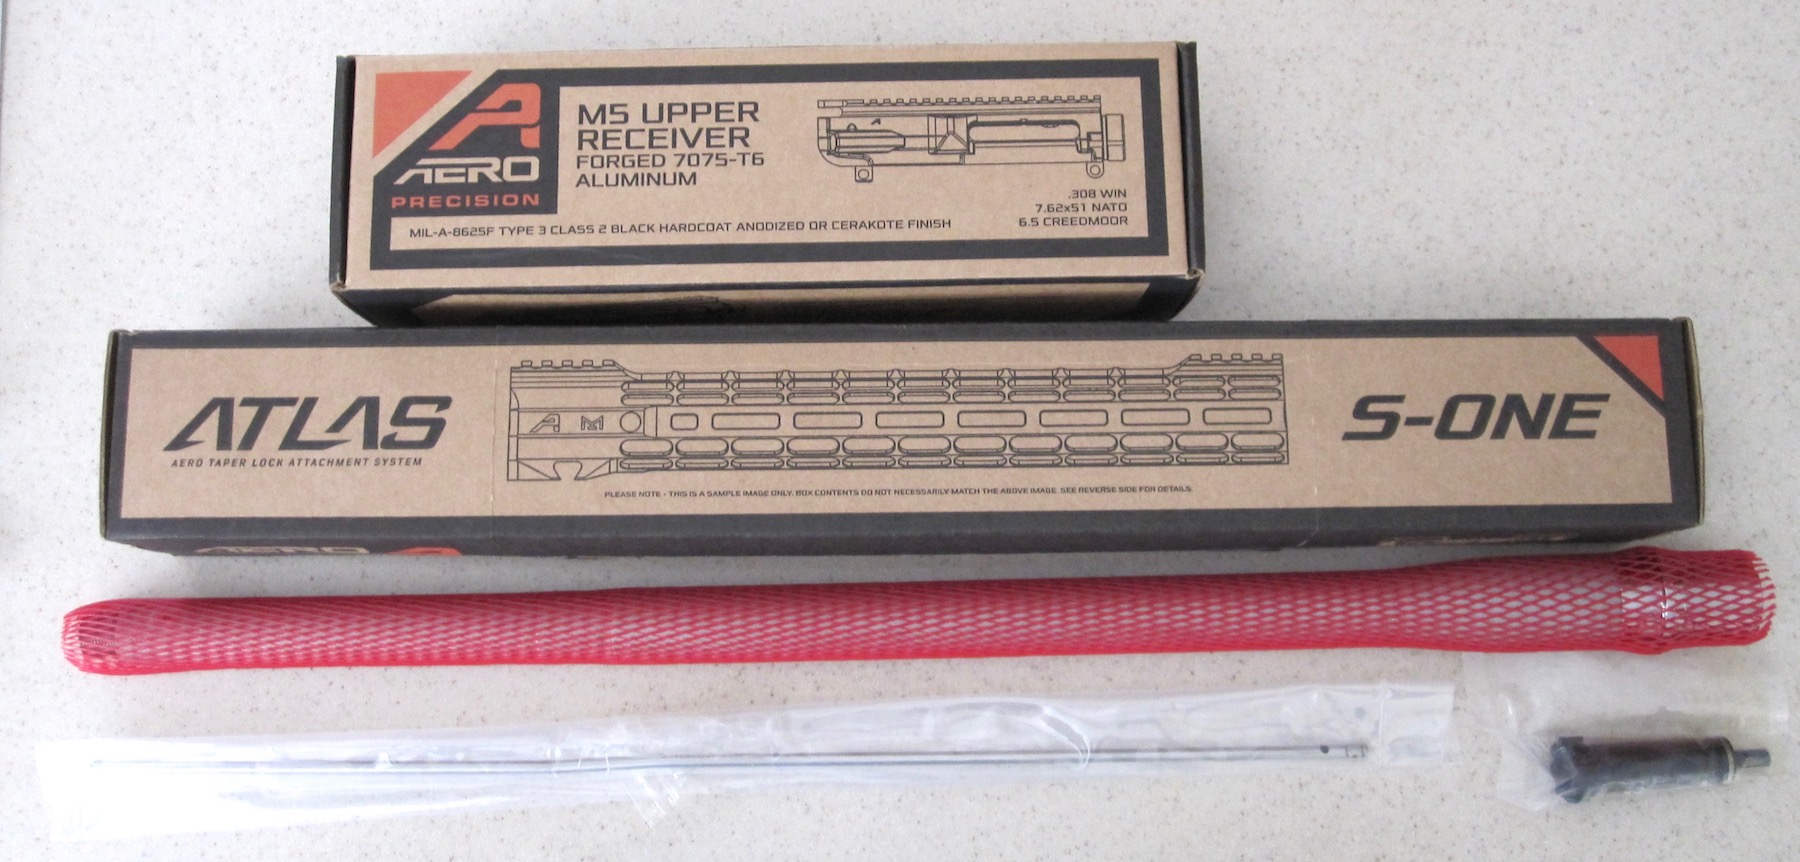 A
AERO
PRECISION
M5 UPPER
RECEIVER
FORGED 7075-T6
ALUMINUM
.308 WIN
7.62x51 NATO
6.5 CREEDMOOR
MIL-A-8625F TYPE 3 CLASS 2 BLACK HARDCOAT ANODIZED OR CERAKOTE FINISH
ATLAS
AERO TAPER LOCK ATTACHMENT SYSTEM
A M
S-ONE
PLEASE NOTE - THIS IS A SAMPLE IMAGE ONLY. BOX CONTENTS DO NOT NECESSARILY MATCH THE ABOVE IMAGE. SEE REVERSE SIDE FOR DETAILS.
AERO